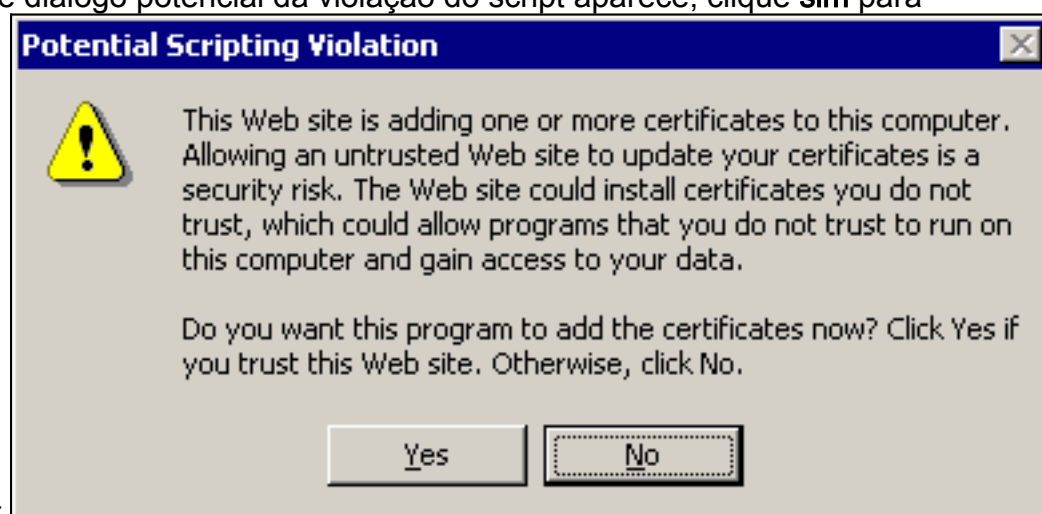 e diálogo potencial da violação do script aparece, clique sim para
Potential Scripting Violation
This Web site is adding one or more certificates to this computer.
Allowing an untrusted Web site to update your certificates is a
security risk. The Web site could install certificates you do not
trust, which could allow programs that you do not trust to run on
this computer and gain access to your data.
Do you want this program to add the certificates now? Click Yes if
you trust this Web site. Otherwise, click No.
Yes
No